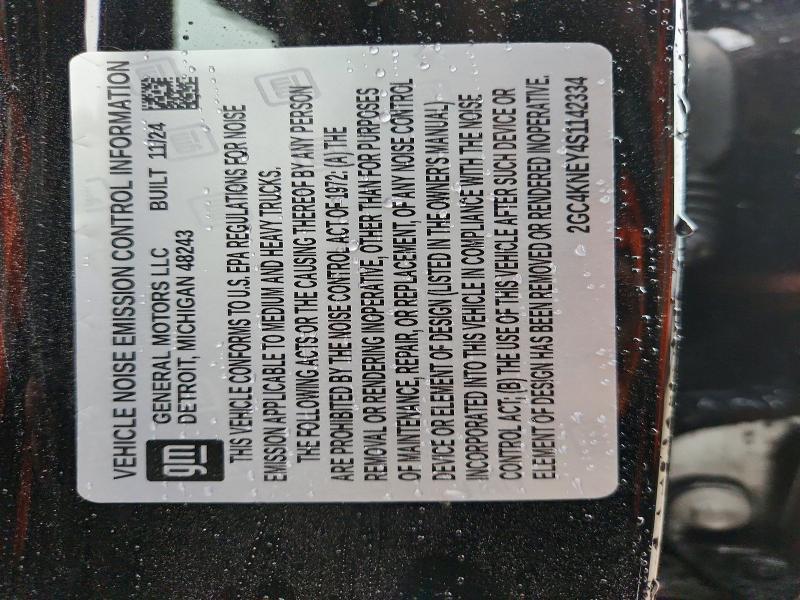 VEHICLE NOISE EMISSION CONTROL INFORMATION
gm
GENERAL MOTORS LLC BUILT 11/24
DETROIT, MICHIGAN 48243
THIS VEHICLE CONFORMS TO U.S. EPA REGULATIONS FOR NOISE
EMISSION APPLICABLE TO MEDIUM AND HEAVY TRUCKS.
THE FOLLOWING ACTS OR THE CAUSING THEREOF BY ANY PERSON
ARE PROHIBITED BY THE NOISE CONTROL ACT OF 1972: (A) THE
REMOVAL OR RENDERING INOPERATIVE, OTHER THAN FOR PURPOSES
OF MAINTENANCE, REPAIR, OR REPLACEMENT, OF ANY NOISE CONTROL
DEVICE OR ELEMENT OF DESIGN (LISTED IN THE OWNER'S MANUAL)
INCORPORATED INTO THIS VEHICLE IN COMPLIANCE WITH THE NOISE
CONTROL ACT; (B) THE USE OF THIS VEHICLE AFTER SUCH DEVICE OR
ELEMENT OF DESIGN HAS BEEN REMOVED OR RENDERED INOPERATIVE.
2GC4KNEY4S1142334